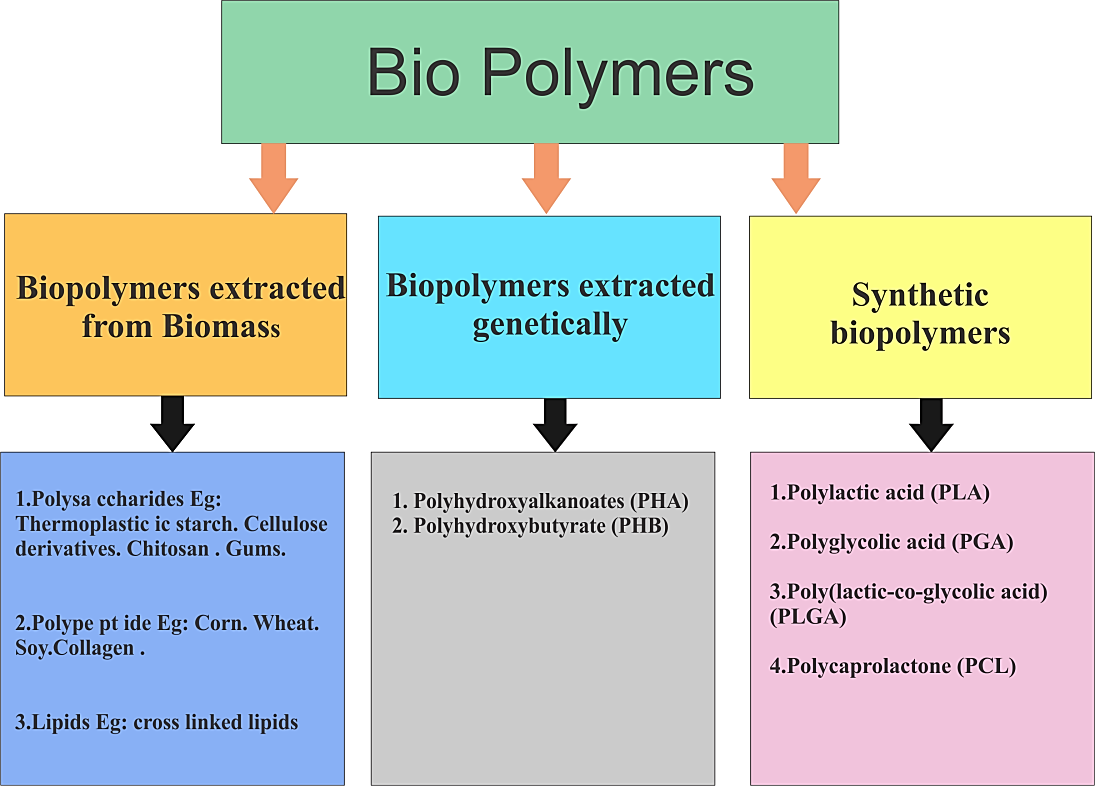 Bio Polymers
Biopolymers extracted
from Biomass
Biopolymers extracted
genetically
Synthetic
biopolymers
1.Polysa ccharides Eg:
Thermoplastic ic starch. Cellulose
derivatives. Chitosan . Gums.
2.Polype pt ide Eg: Corn. Wheat.
Soy.Collagen .
3.Lipids Eg: cross linked lipids
1. Polyhydroxyalkanoates (PHA)
2. Polyhydroxybutyrate (PHB)
1.Polylactic acid (PLA)
2.Polyglycolic acid (PGA)
3.Poly(lactic-co-glycolic acid)
(PLGA)
4.Polycaprolactone (PCL)